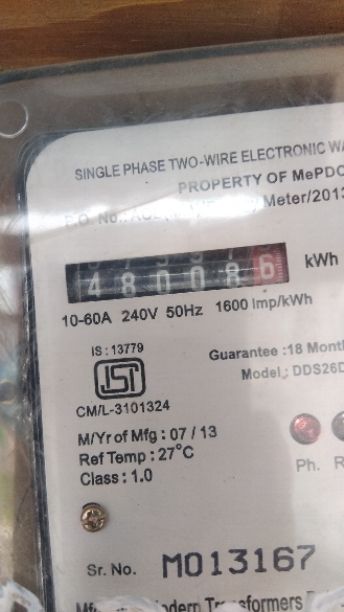 SINGLE PHASE TWO-WIRE ELECTRONIC
PROPERTY OF MePDC
Meter/2013
480086 kWh
10-60A 240V 50Hz 1600 Imp/kWh
IS : 13779
Guarantee : 18
ISI
Model : DDS26D
CM/L-3101324
M/Yr of Mfg : 07 / 13
Ref Temp : 27°C
Class : 1.0
Ph.
Sr. No. M013167
Transformers